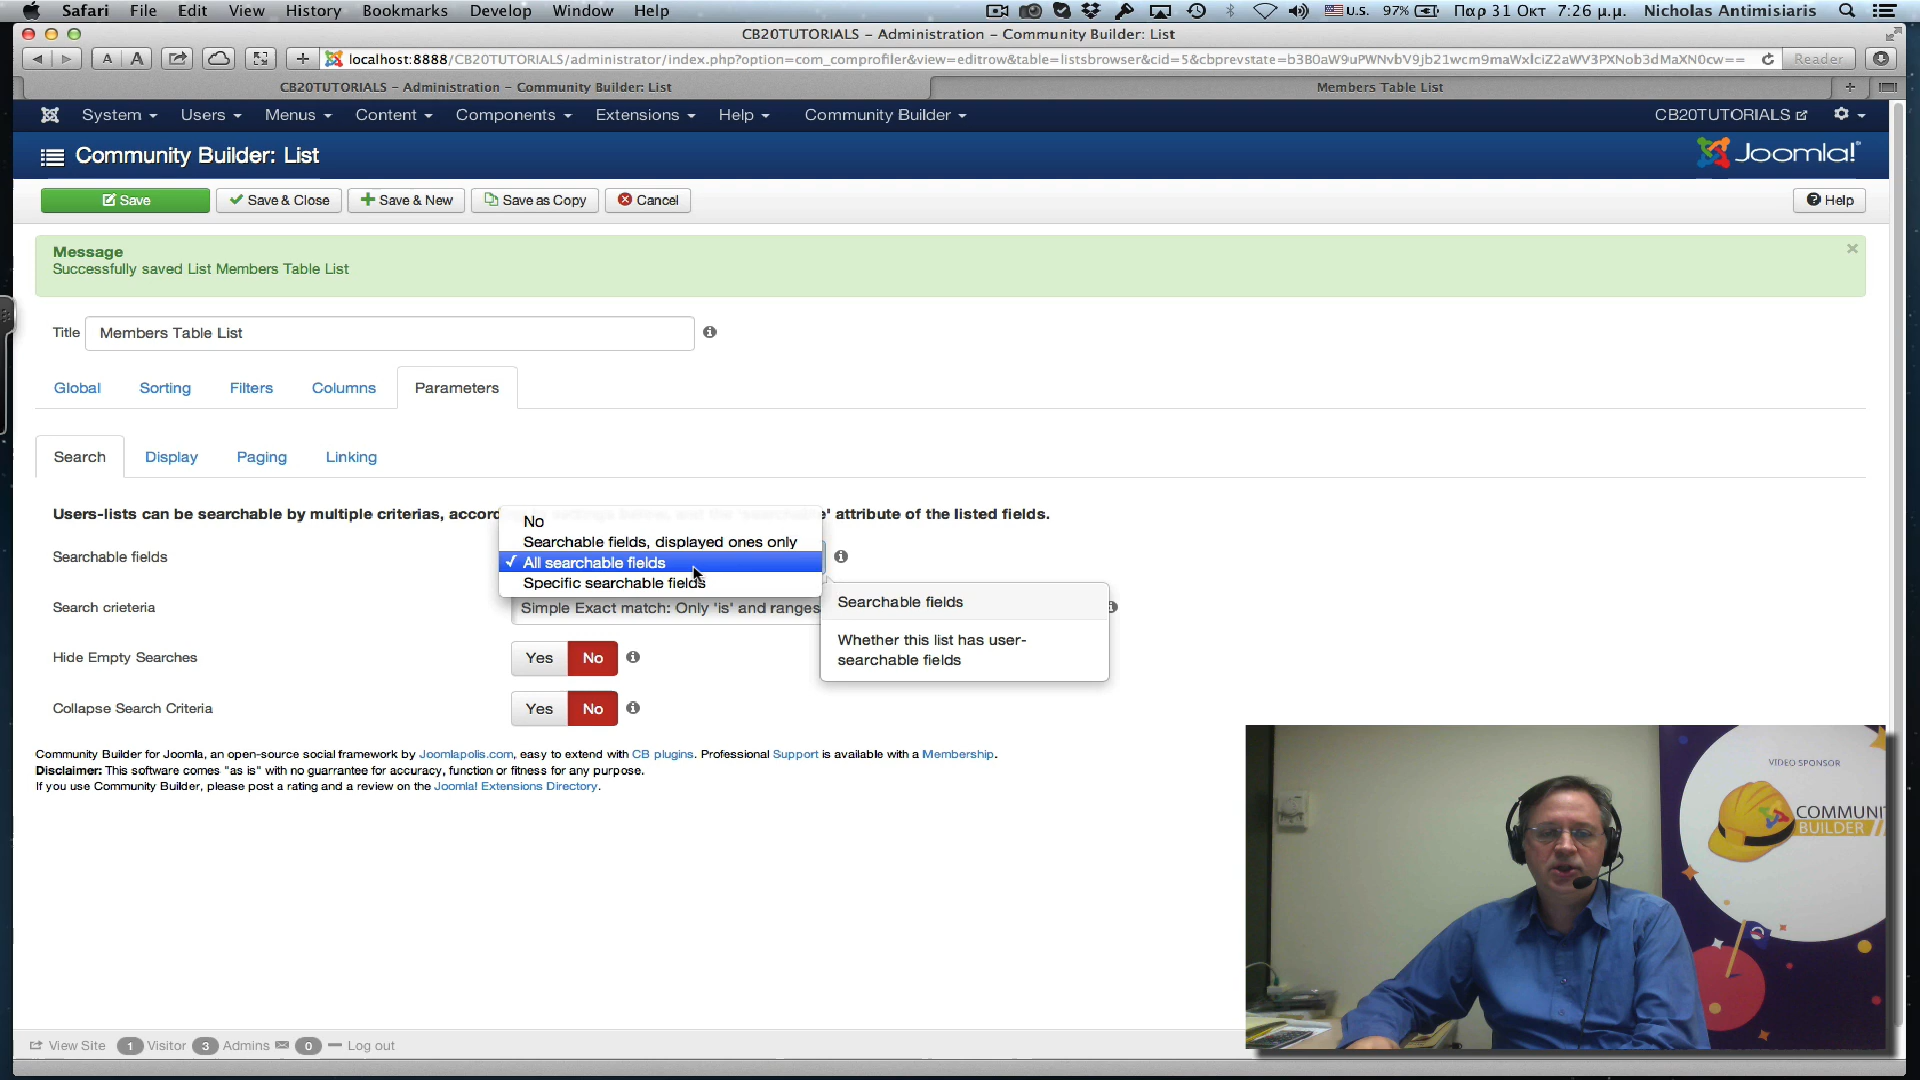 Safari File Edit View History Bookmarks Develop Window Help U.S. 97% Παρ 31 Οκτ 7:26 μ.μ. Nicholas Antimisiaris
CB20TUTORIALS – Administration – Community Builder: List
A A + localhost:8888/CB20TUTORIALS/administrator/index.php?option=com_comprofiler&view=editrow&table=listsbrowser&cid=5&cbprevstate=b3B0aW9uPWNvbV9jb21wcm9maWxlciZ2aWV3PXNob3dMaXN0cw== Reader
CB20TUTORIALS – Administration – Community Builder: List Members Table List +
System Users Menus Content Components Extensions Help Community Builder CB20TUTORIALS
Community Builder: List Joomla!
Save Save & Close Save & New Save as Copy Cancel Help
Message ×
Successfully saved List Members Table List
Title Members Table List
Global Sorting Filters Columns Parameters
Search Display Paging Linking
Users-lists can be searchable by multiple criterias, accor attribute of the listed fields.
No
Searchable fields, displayed ones only
Searchable fields ✓ All searchable fields
Specific searchable fields
Searchable fields
Search crieteria Simple Exact match: Only 'is' and ranges
Whether this list has user-
searchable fields
Hide Empty Searches Yes No
Collapse Search Criteria Yes No
Community Builder for Joomla, an open-source social framework by Joomlapolis.com, easy to extend with CB plugins. Professional Support is available with a Membership.
Disclaimer: This software comes "as is" with no guarrantee for accuracy, function or fitness for any purpose.
If you use Community Builder, please post a rating and a review on the Joomla! Extensions Directory.
VIDEO SPONSOR
COMMUNI
BUILDER
View Site 1 Visitor 3 Admins 0 Log out